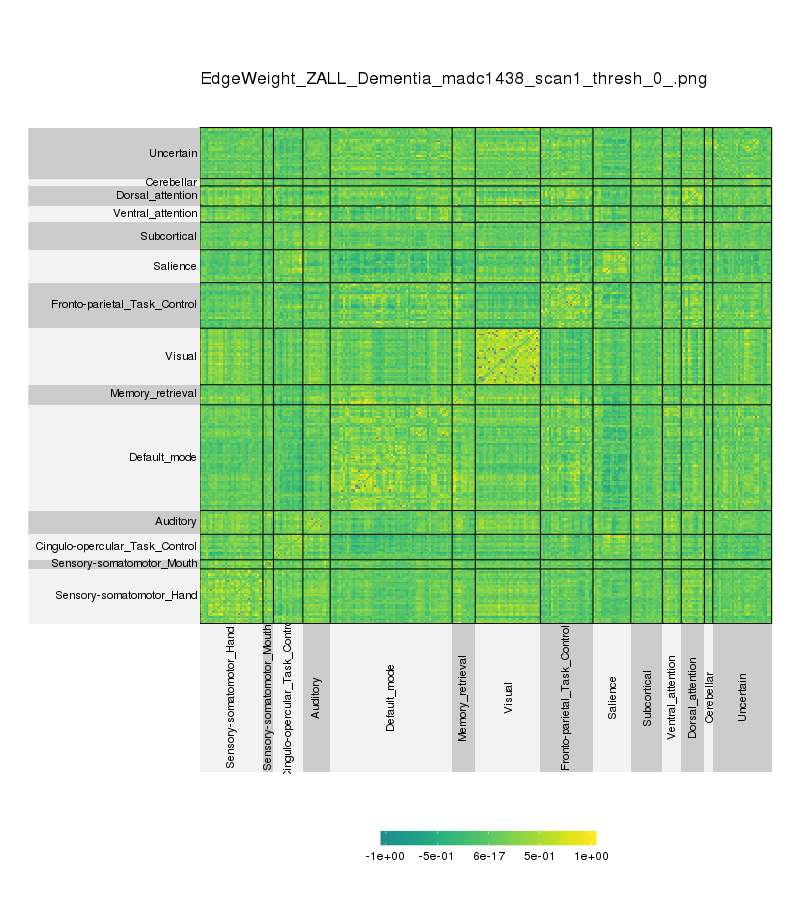 EdgeWeight_ZALL_Dementia_madc1438_scan1_thresh_0_.png
Uncertain
Cerebellar
Dorsal_attention
Ventral_attention
Subcortical
Salience
Fronto-parietal_Task_Control
Visual
Memory_retrieval
Default_mode
Auditory
Cingulo-opercular_Task_Control
Sensory-somatomotor_Mouth
Sensory-somatomotor_Hand
Sensory-somatomotor_Hand
Sensory-somatomotor_Mouth
Cingulo-opercular_Task_Contro
Auditory
Default_mode
Memory_retrieval
Visual
Fronto-parietal_Task_Control
Salience
Subcortical
Ventral_attention
Dorsal_attention
Cerebellar
Uncertain
-1e+00 -5e-01 6e-17 5e-01 1e+00